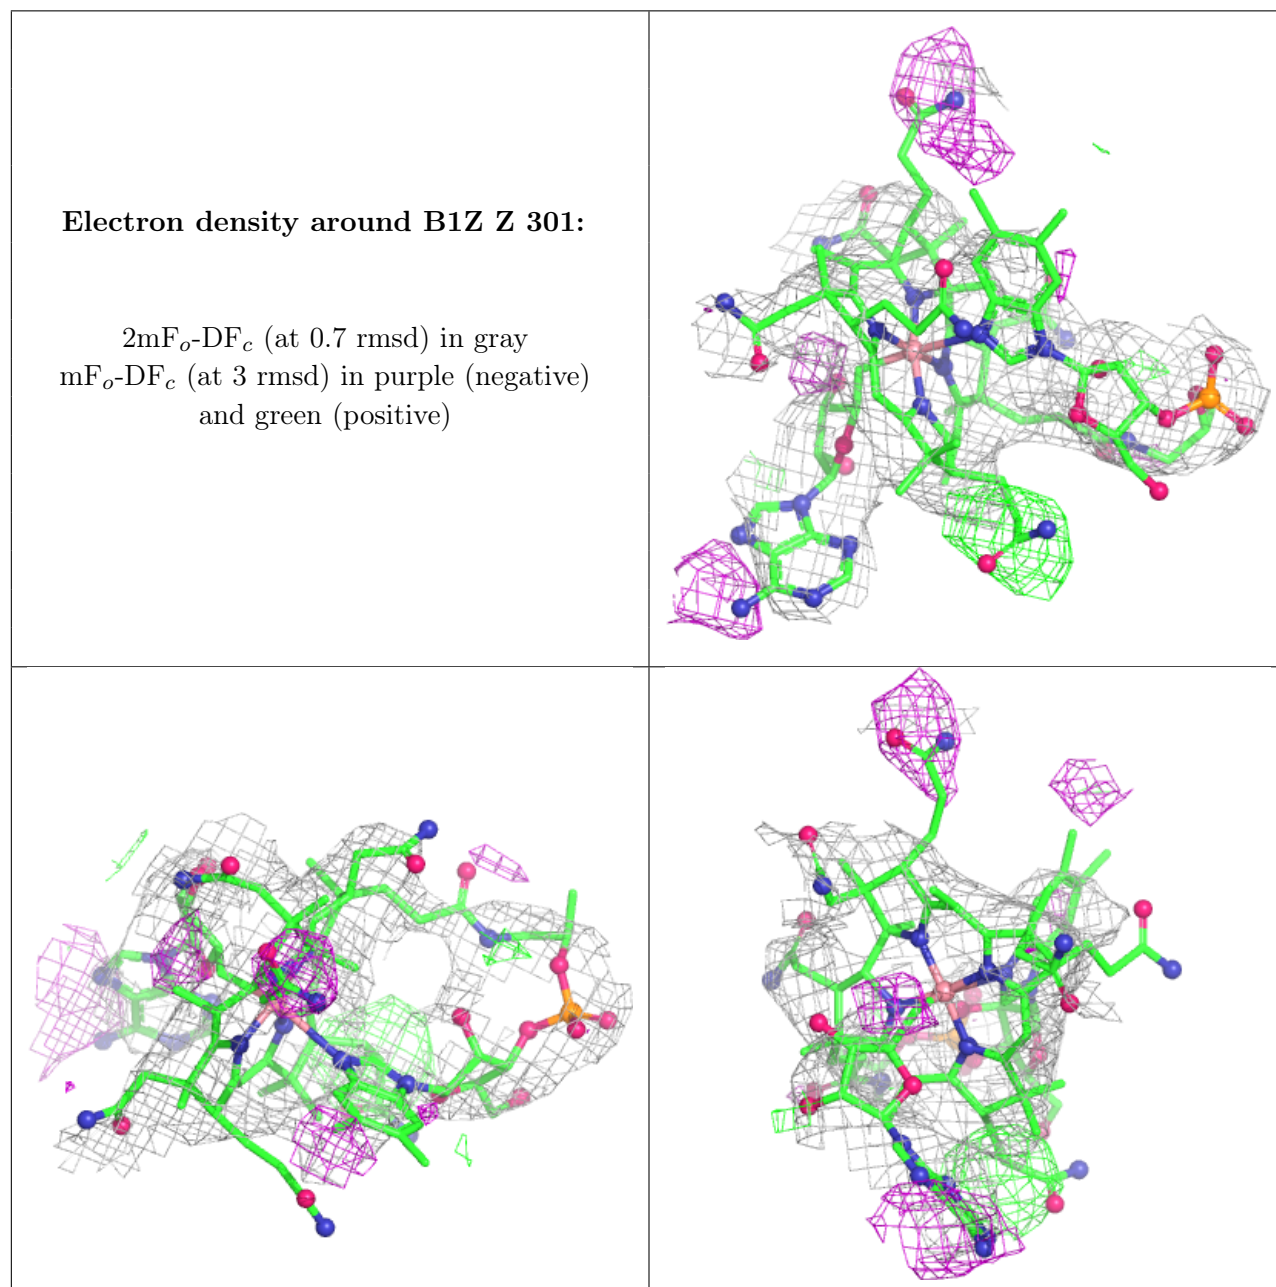 Electron density around B1Z Z 301:
2mFₒ-DF𝒸 (at 0.7 rmsd) in gray
mFₒ-DF𝒸 (at 3 rmsd) in purple (negative)
and green (positive)